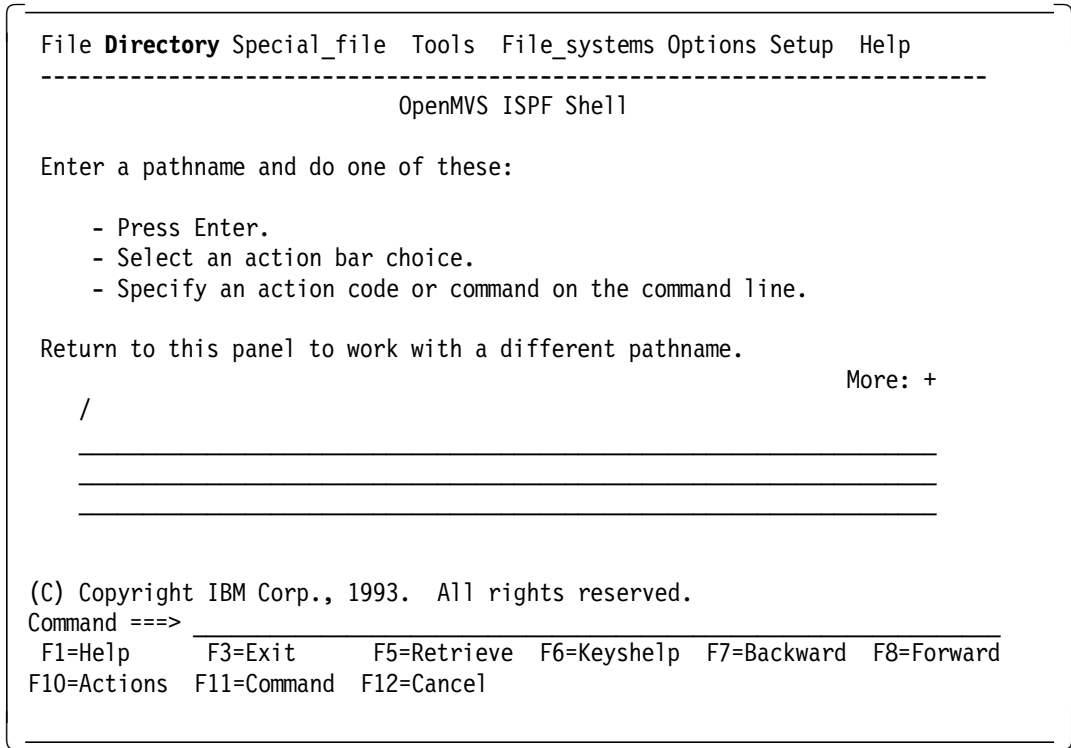 File Directory Special_file Tools File_systems Options Setup Help
--------------------------------------------------------------------------
OpenMVS ISPF Shell
Enter a pathname and do one of these:
- Press Enter.
- Select an action bar choice.
- Specify an action code or command on the command line.
Return to this panel to work with a different pathname.
More: +
/
(C) Copyright IBM Corp., 1993. All rights reserved.
Command ===>
F1=Help F3=Exit F5=Retrieve F6=Keyshelp F7=Backward F8=Forward
F10=Actions F11=Command F12=Cancel